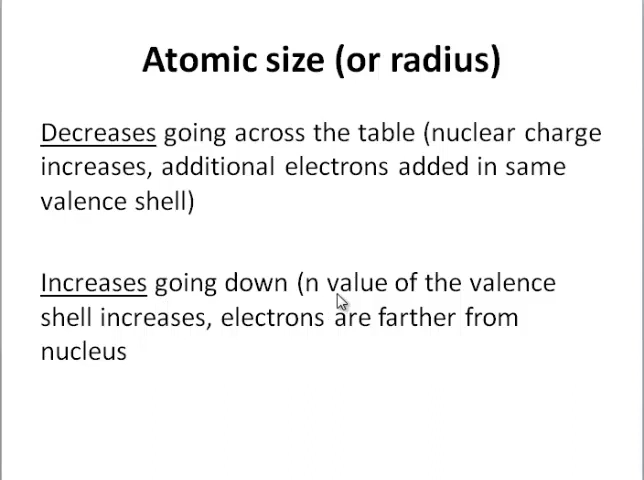 Atomic size (or radius)
Decreases going across the table (nuclear charge
increases, additional electrons added in same
valence shell)
Increases going down (n value of the valence
shell increases, electrons are farther from
nucleus